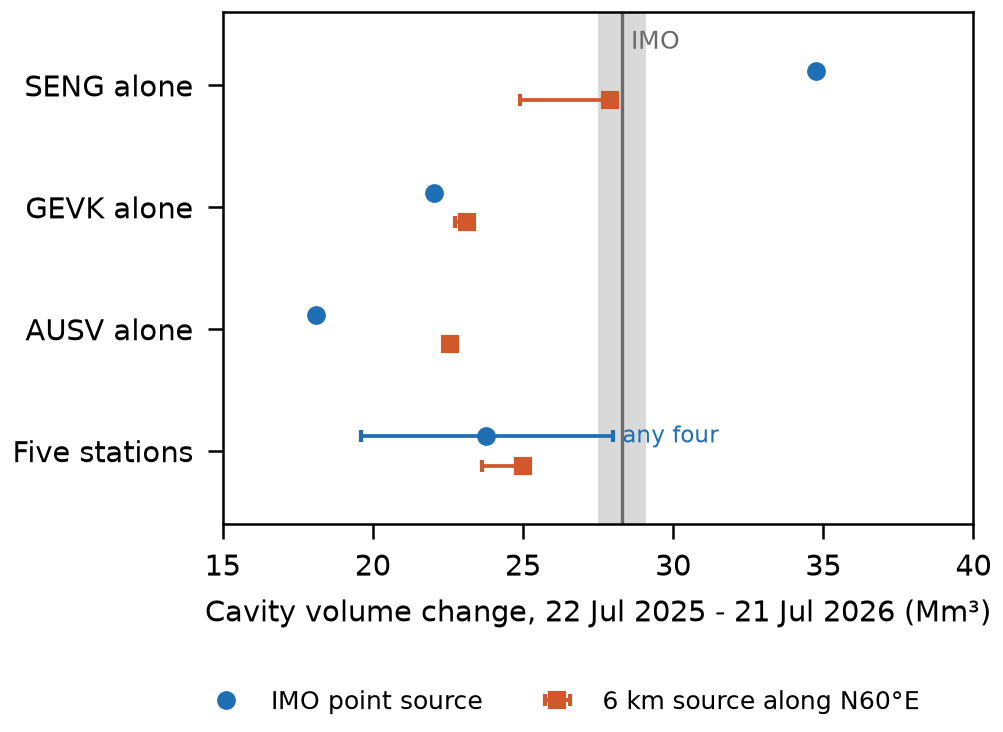 IMO
SENG alone
GEVK alone
AUSV alone
any four
Five stations
15 20 25 30 35 40
Cavity volume change, 22 Jul 2025 - 21 Jul 2026 (Mm³)
IMO point source 6 km source along N60°E